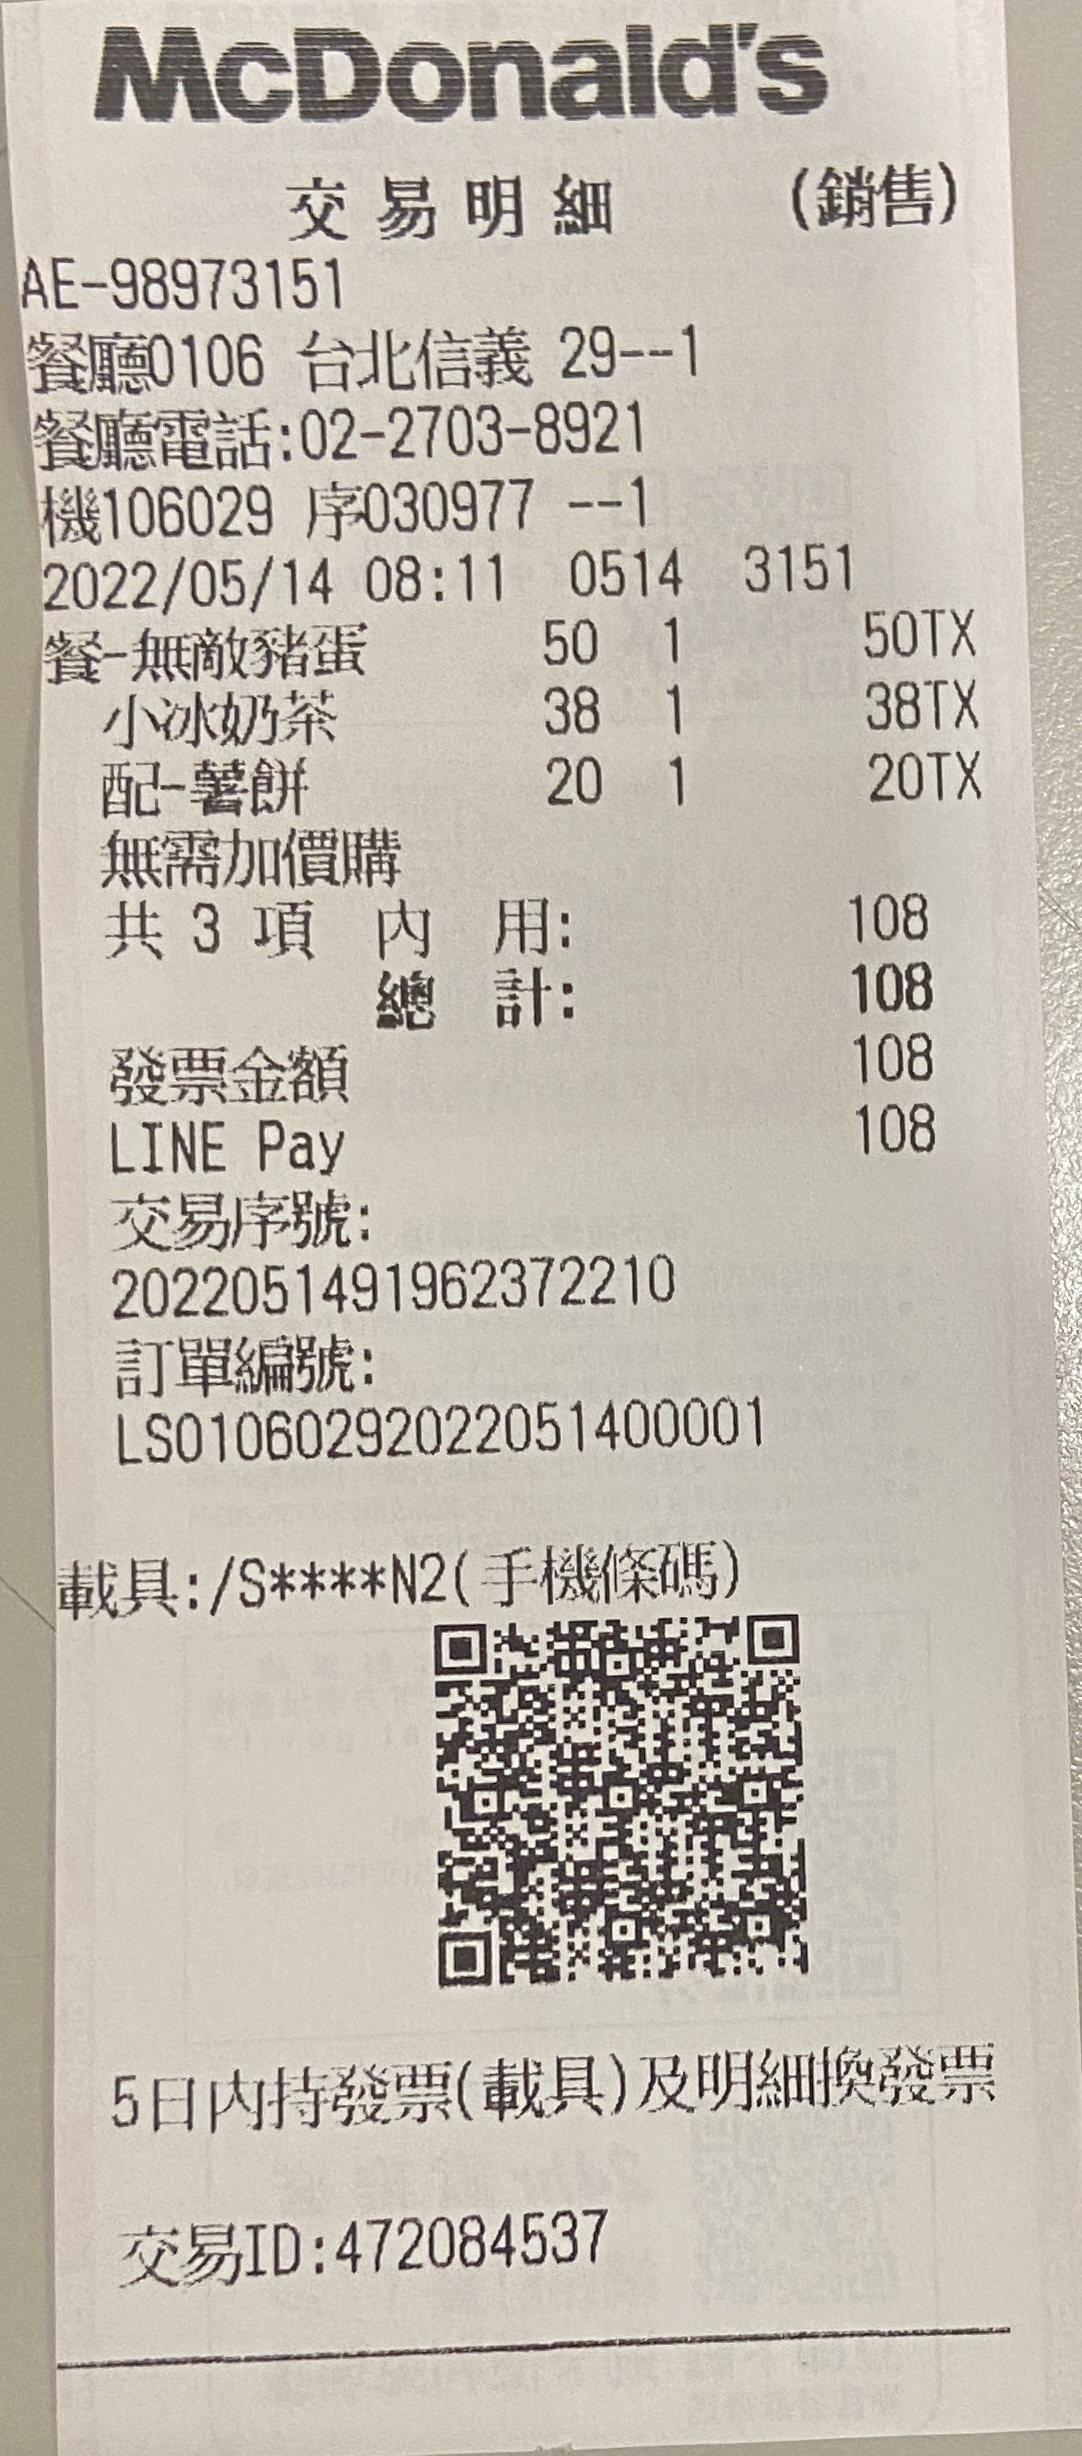 McDonald's
交易明細 (銷售)
AE-98973151
餐廳0106 台北信義 29--1
餐廳電話:02-2703-8921
機106029 序030977 --1
2022/05/14 08:11 0514 3151
餐-無敵豬蛋 50 1 50TX
小冰奶茶 38 1 38TX
配-薯餅 20 1 20TX
無需加價購
共 3 項 內 用: 108
總 計: 108
發票金額 108
LINE Pay 108
交易序號:
2022051491962372210
訂單編號:
LS01060292022051400001
載具:/S****N2(手機條碼)
5日內持發票(載具)及明細換發票
交易ID:472084537